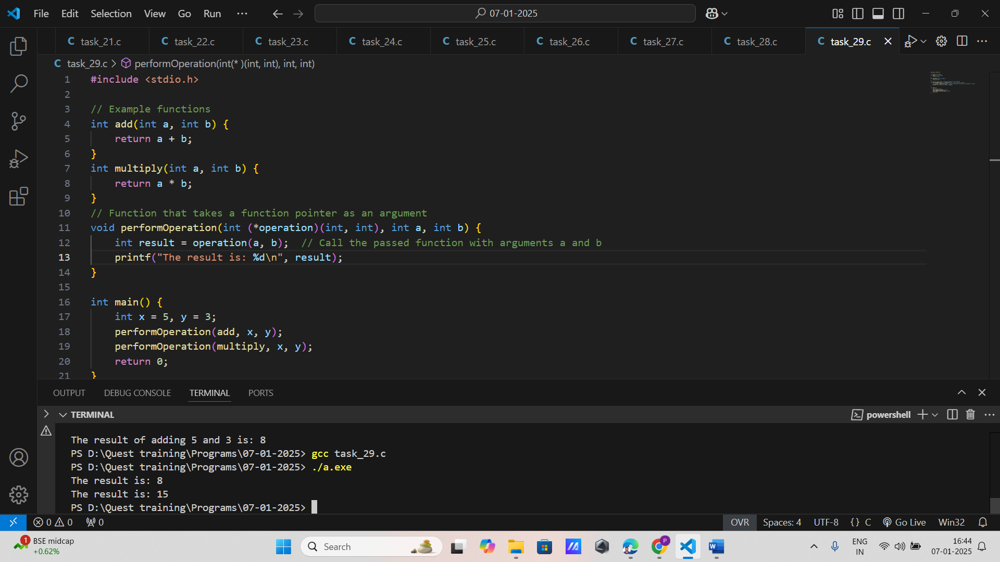 File Edit Selection View Go Run ··· 07-01-2025
task_21.c task_22.c task_23.c task_24.c task_25.c task_26.c task_27.c task_28.c task_29.c
C task_29.c > performOperation(int(* )(int, int), int, int)
1 #include <stdio.h>
2
3 // Example functions
4 int add(int a, int b) {
5 return a + b;
6 }
7 int multiply(int a, int b) {
8 return a * b;
9 }
10 // Function that takes a function pointer as an argument
11 void performOperation(int (*operation)(int, int), int a, int b) {
12 int result = operation(a, b);  // Call the passed function with arguments a and b
13 printf("The result is: %d\n", result);
14 }
15
16 int main() {
17 int x = 5, y = 3;
18 performOperation(add, x, y);
19 performOperation(multiply, x, y);
20 return 0;
21 }
OUTPUT DEBUG CONSOLE TERMINAL PORTS
TERMINAL powershell
The result of adding 5 and 3 is: 8
PS D:\Quest training\Programs\07-01-2025> gcc task_29.c
PS D:\Quest training\Programs\07-01-2025> ./a.exe
The result is: 8
The result is: 15
PS D:\Quest training\Programs\07-01-2025>
0 0 0 OVR Spaces: 4 UTF-8 {} C Go Live Win32
1 BSE midcap
+0.62%
Search
P
W
ENG
IN
16:44
07-01-2025